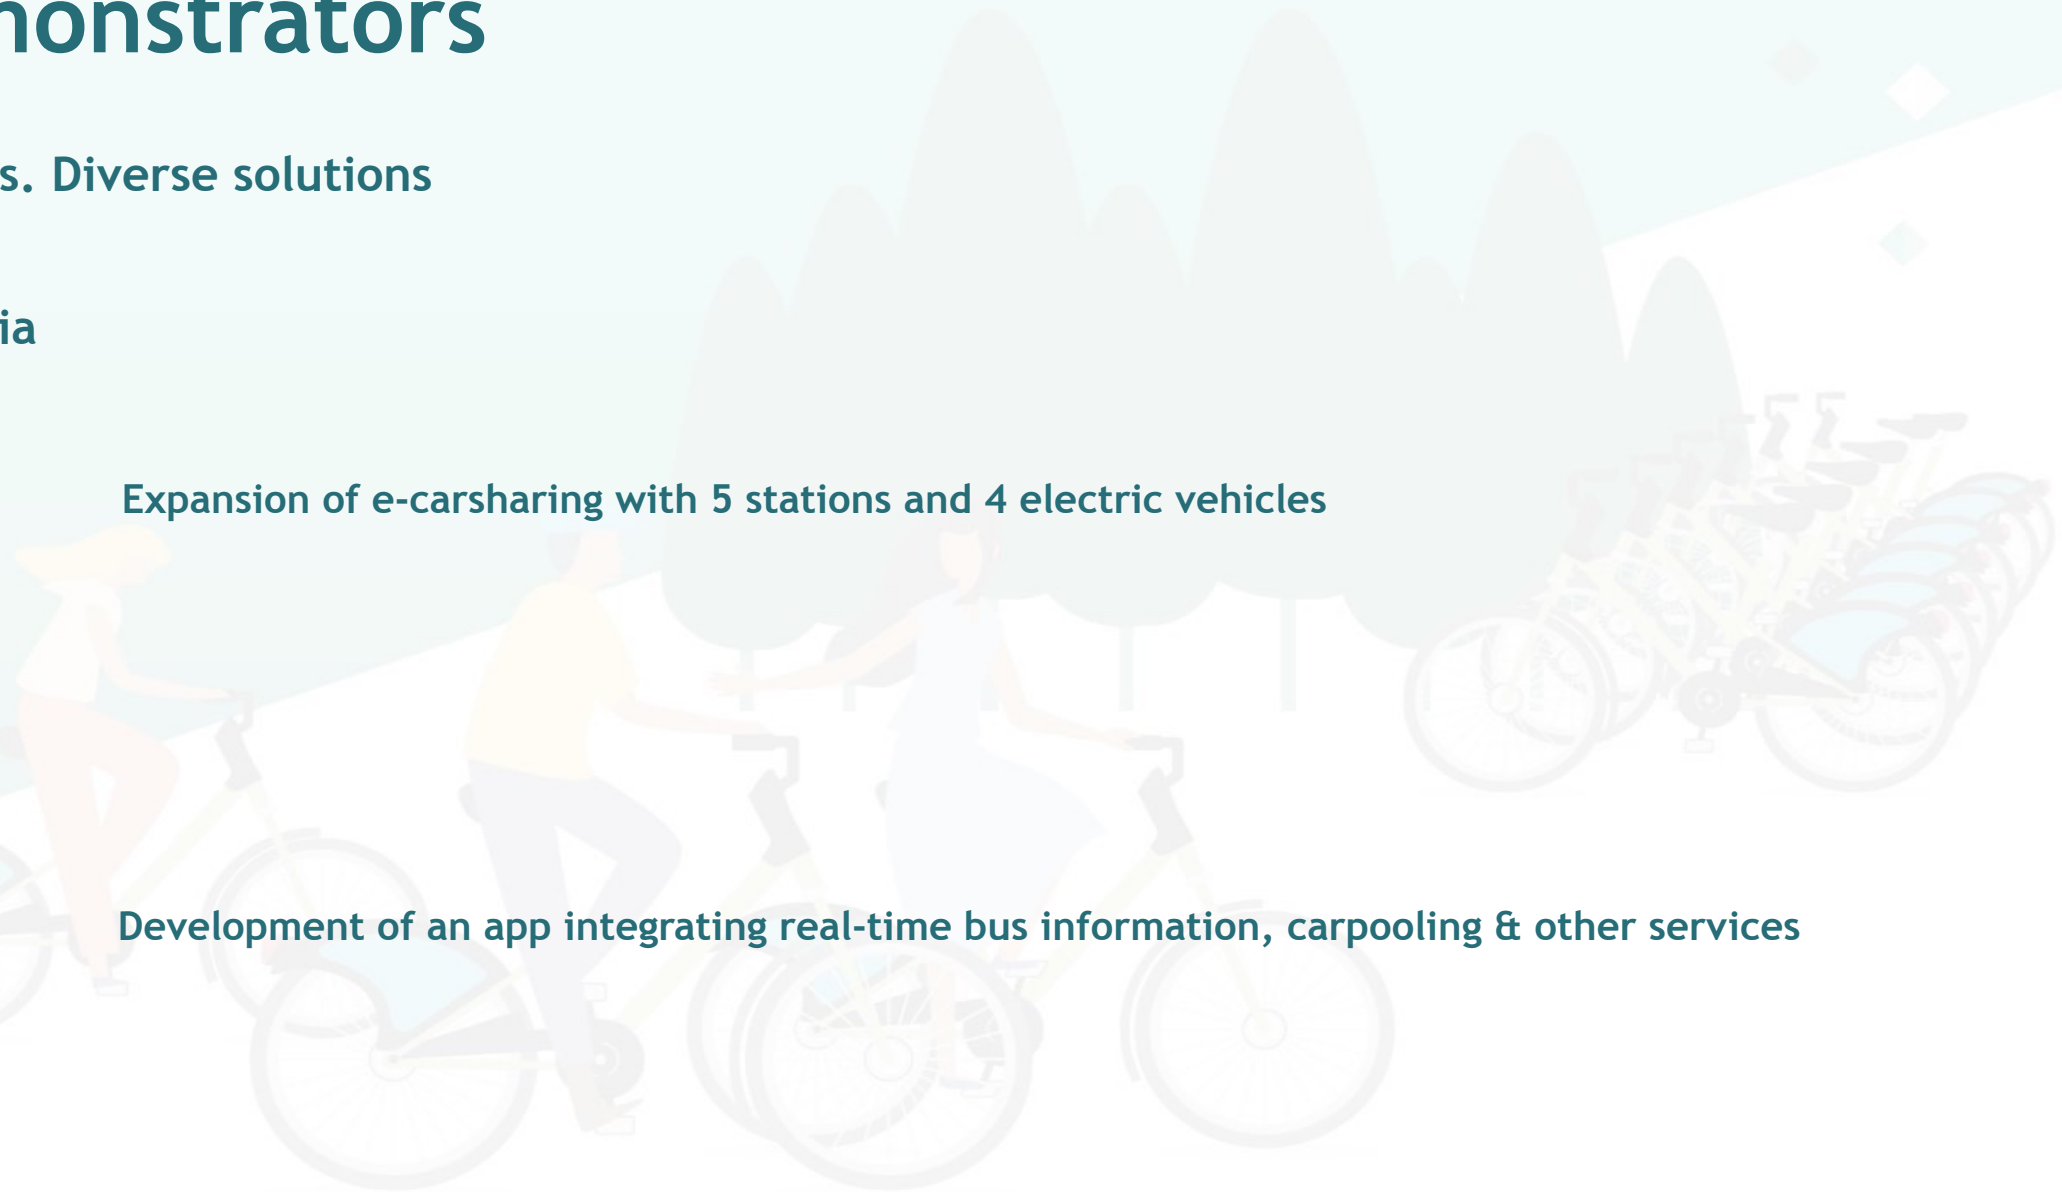 monstrators
s. Diverse solutions
ia
Expansion of e-carsharing with 5 stations and 4 electric vehicles
Development of an app integrating real-time bus information, carpooling & other services